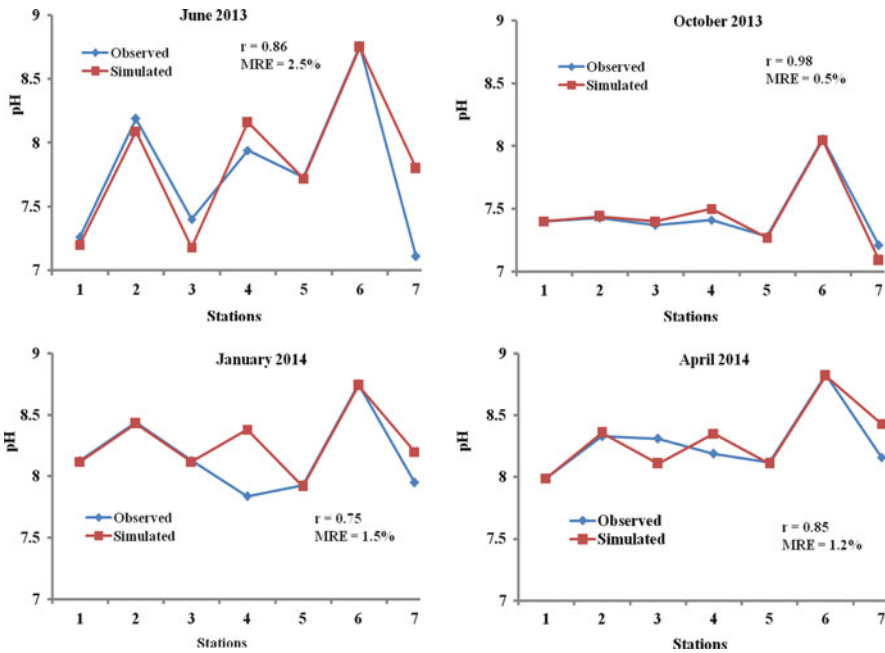 June 2013
9
8.5
8
7.5
7
pH
Observed
Simulated
r = 0.86
MRE = 2.5%
1 2 3 4 5 6 7
Stations
October 2013
9
8.5
8
7.5
7
pH
Observed
Simulated
r = 0.98
MRE = 0.5%
1 2 3 4 5 6 7
Stations
January 2014
9
8.5
8
7.5
7
pH
Observed
Simulated
r = 0.75
MRE = 1.5%
1 2 3 4 5 6 7
Stations
April 2014
9
8.5
8
7.5
7
pH
Observed
Simulated
r = 0.85
MRE = 1.2%
1 2 3 4 5 6 7
Stations